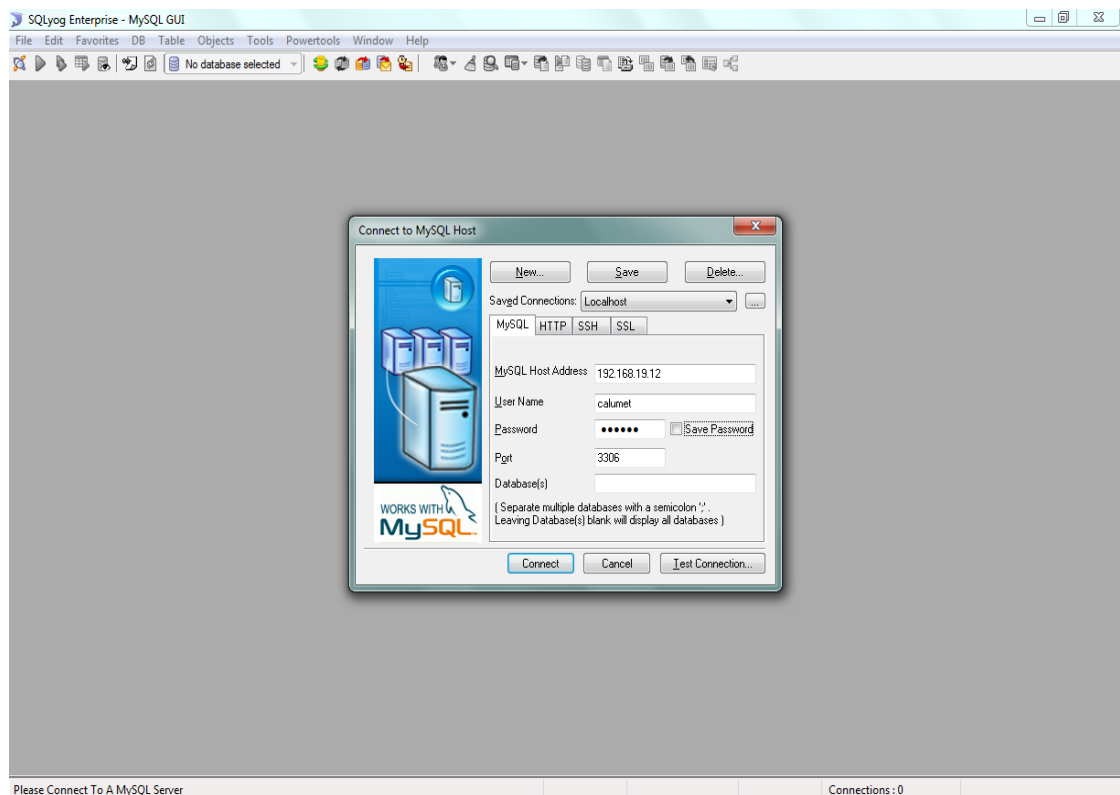 SQLyog Enterprise - MySQL GUI
File Edit Favorites DB Table Objects Tools Powertools Window Help
No database selected
Connect to MySQL Host
New... Save Delete...
Saved Connections: Localhost ...
MySQL HTTP SSH SSL
MySQL Host Address 192.168.19.12
User Name calumet
Password •••••• Save Password
Port 3306
Database(s)
( Separate multiple databases with a semicolon ';' .
Leaving Database(s) blank will display all databases )
WORKS WITH
MySQL
Connect Cancel Test Connection...
Please Connect To A MySQL Server Connections : 0